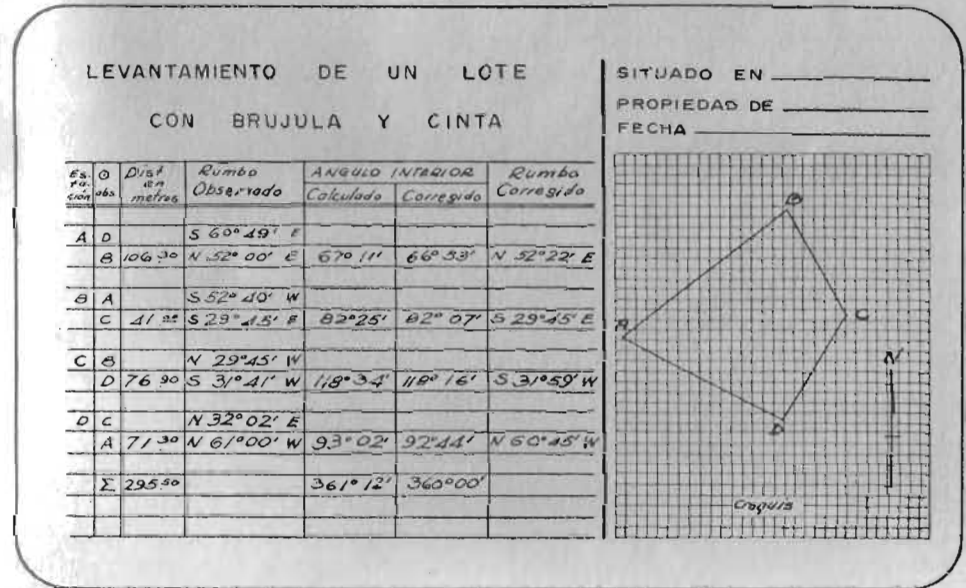 LEVANTAMIENTO DE UN LOTE
CON BRUJULA Y CINTA
SITUADO EN
PROPIEDAD DE
FECHA
Es. ta. ción ⊙ obs Dist en metros Rumbo Observado ANGULO INTERIOR Calculado Corregido Rumbo Corregido
A D S 60° 49' E
B 106.30 N 52° 00' E 67° 11' 66° 53' N 52° 22' E
B A S 52° 40' W
C 41 S 29° 45' E 82° 25' 82° 07' S 29° 45' E
C B N 29° 45' W
D 76 90 S 31° 41' W 118° 34' 118° 16' S 31° 59' W
D C N 32° 02' E
A 71 30 N 61° 00' W 93° 02' 92° 44' N 60° 45' W
Σ 295 50 361° 12' 360° 00'
B
A
C
N
D
Croquis